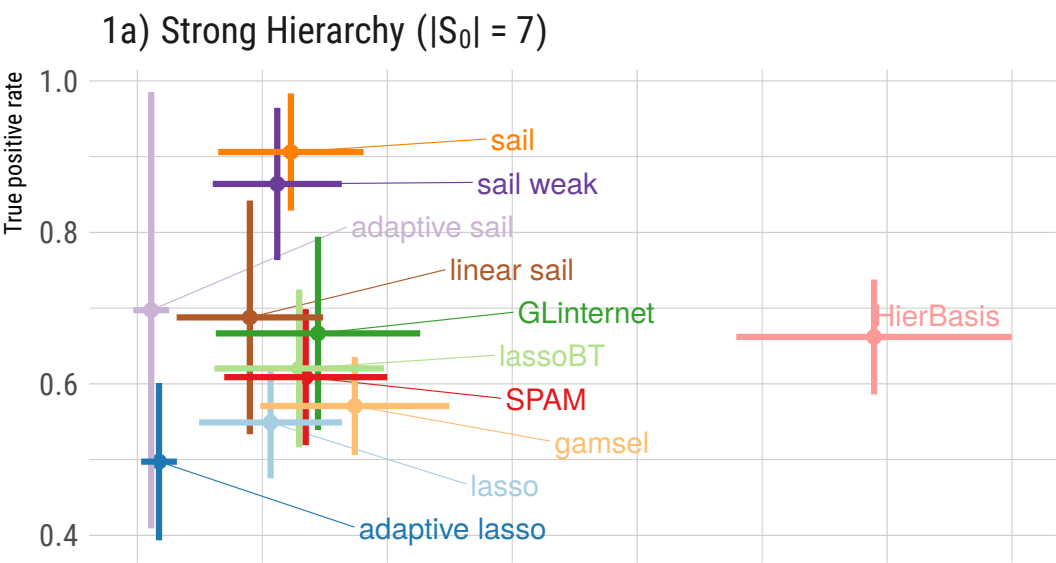 1a) Strong Hierarchy (|S₀| = 7)
True positive rate
1.0
0.8
0.6
0.4
sail
sail weak
adaptive sail
linear sail
GLinternet
HierBasis
lassoBT
SPAM
gamsel
lasso
adaptive lasso